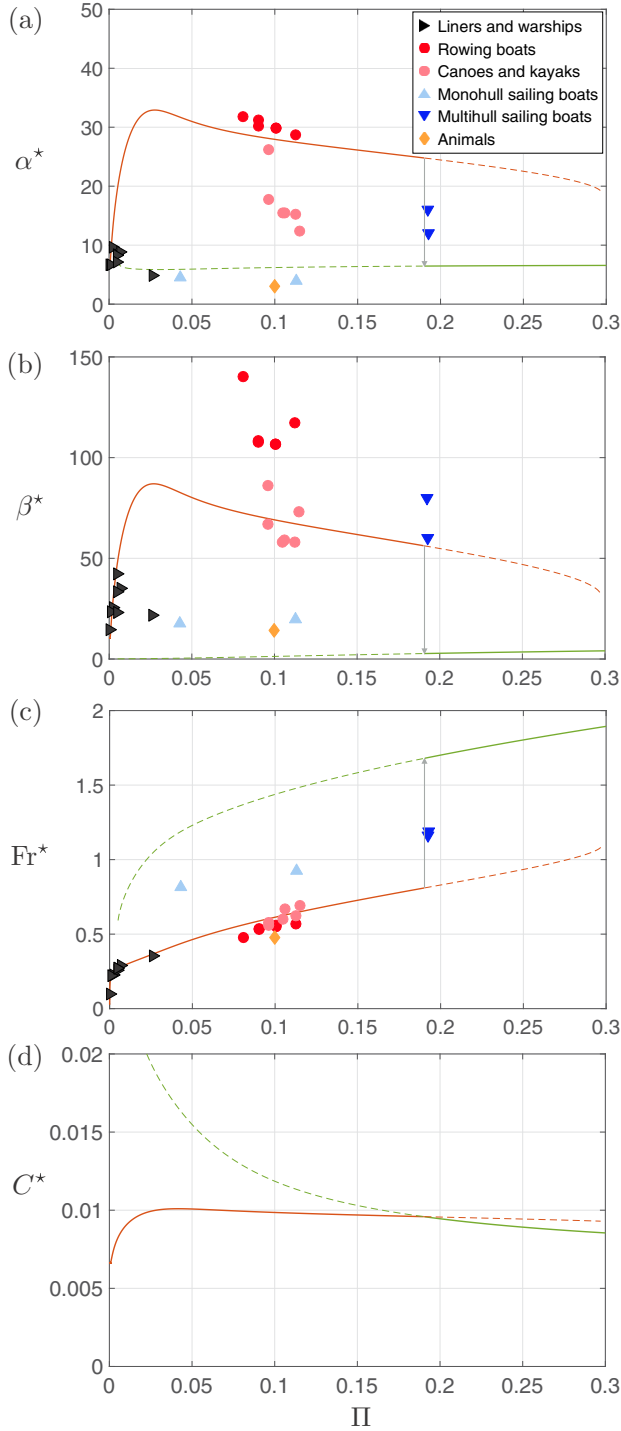 (a)
50
40
30
20
10
0
α⋆
Liners and warships
Rowing boats
Canoes and kayaks
Monohull sailing boats
Multihull sailing boats
Animals
0 0.05 0.1 0.15 0.2 0.25 0.3
(b)
150
100
50
0
β⋆
0 0.05 0.1 0.15 0.2 0.25 0.3
(c)
2
1.5
1
0.5
0
Fr⋆
0 0.05 0.1 0.15 0.2 0.25 0.3
(d)
0.02
0.015
0.01
0.005
0
C⋆
0 0.05 0.1 0.15 0.2 0.25 0.3
Π